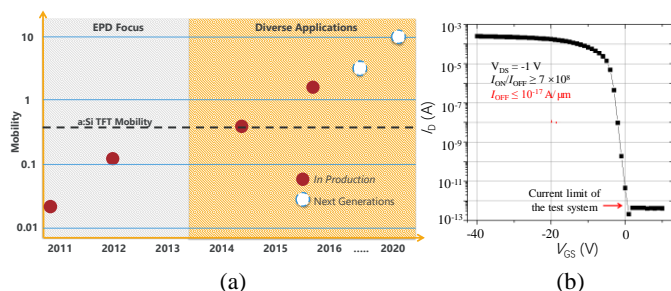 EPD Focus
Diverse Applications
10
1
0.1
0.01
Mobility
a:Si TFT Mobility
In Production
Next Generations
2011 2012 2013 2014 2015 2016 ..... 2020
(a)
10⁻³
10⁻⁵
10⁻⁷
10⁻⁹
10⁻¹¹
10⁻¹³
I_D (A)
V_DS = -1 V
I_ON/I_OFF ≥ 7 ×10⁸
I_OFF ≤ 10⁻¹⁷ A/μm
Current limit of
the test system
-40 -20 0
V_GS (V)
(b)